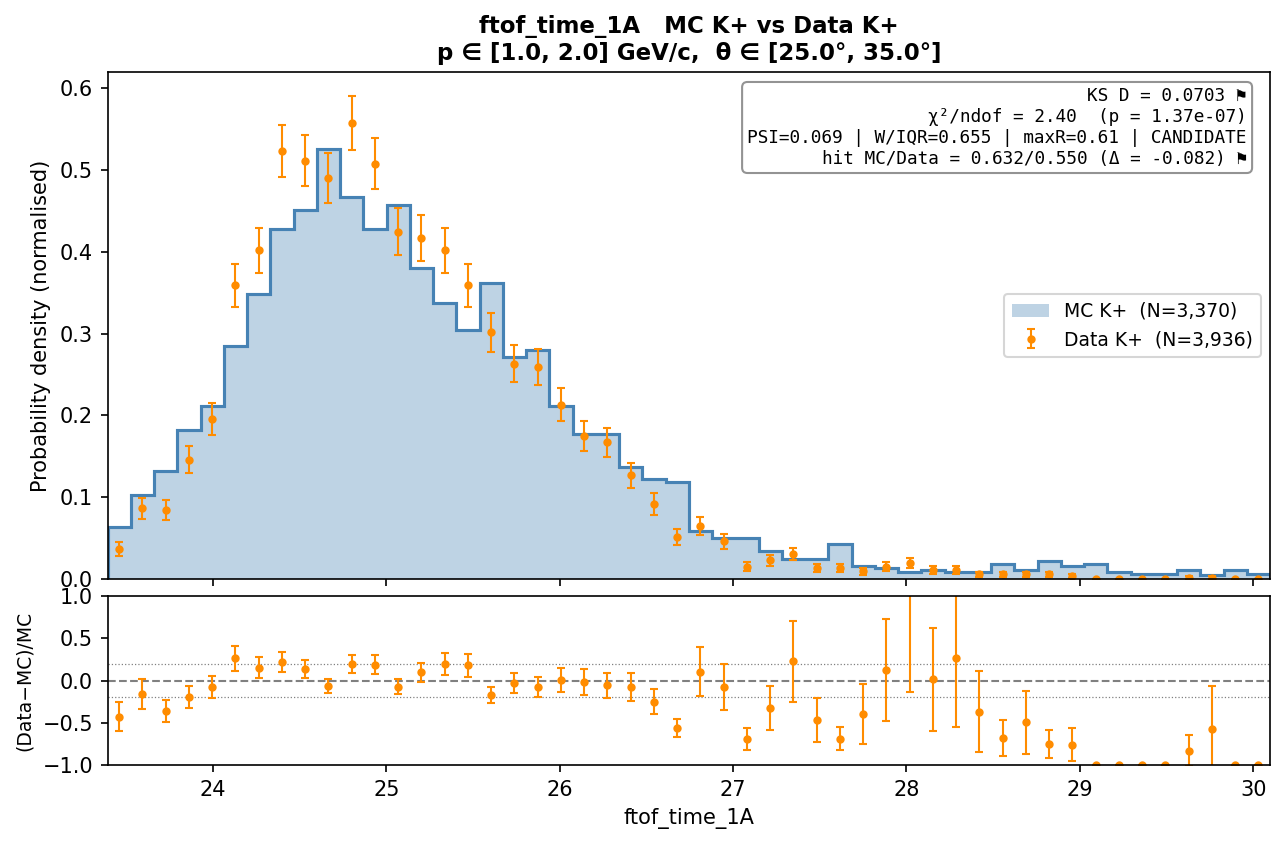 ftof_time_1A   MC K+ vs Data K+
p ∈ [1.0, 2.0] GeV/c,  θ ∈ [25.0°, 35.0°]
KS D = 0.0703 ⚑
χ²/ndof = 2.40  (p = 1.37e-07)
PSI=0.069 | W/IQR=0.655 | maxR=0.61 | CANDIDATE
hit MC/Data = 0.632/0.550 (Δ = -0.082) ⚑
MC K+  (N=3,370)
Data K+  (N=3,936)
Probability density (normalised)
0.6
0.5
0.4
0.3
0.2
0.1
0.0
(Data−MC)/MC
1.0
0.5
0.0
−0.5
−1.0
24 25 26 27 28 29 30
ftof_time_1A